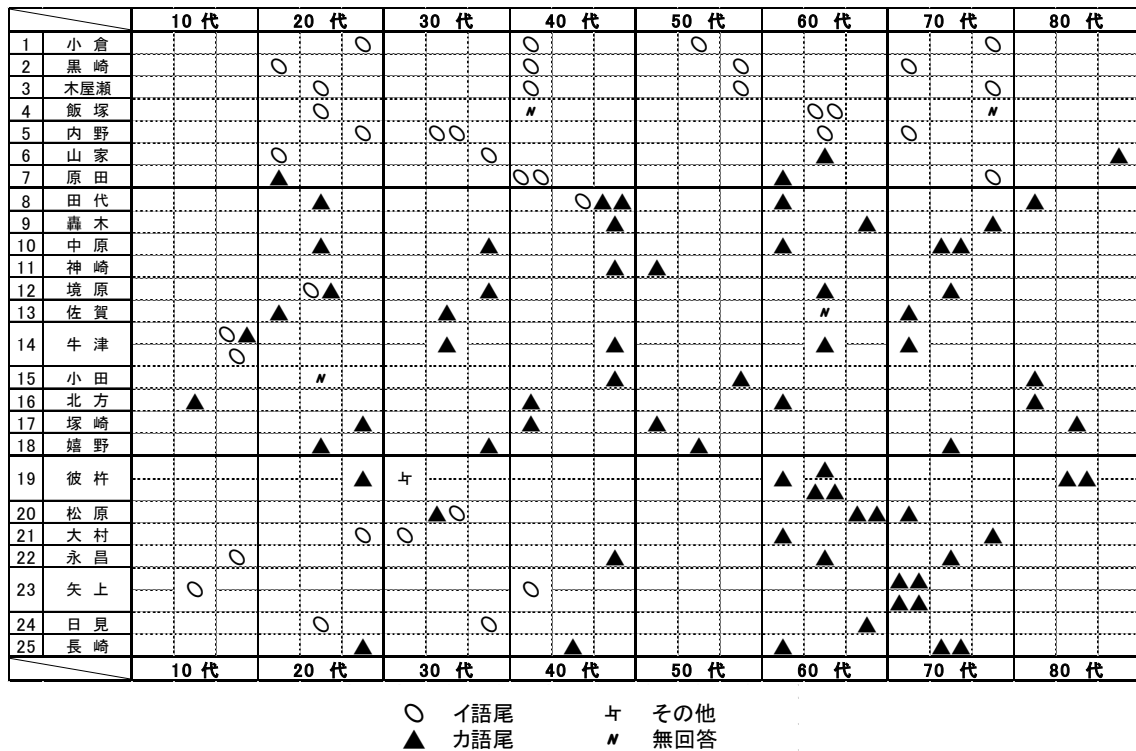 10 代 20 代 30 代 40 代 50 代 60 代 70 代 80 代
1 小 倉
2 黒 崎
3 木屋瀬
4 飯 塚 N N
5 内 野
6 山 家
7 原 田
8 田 代
9 轟 木
10 中 原
11 神 崎
12 境 原
13 佐 賀 N
14 牛 津
15 小 田 N
16 北 方
17 塚 崎
18 嬉 野
19 彼 杵
20 松 原
21 大 村
22 永 昌
23 矢 上
24 日 見
25 長 崎
10 代 20 代 30 代 40 代 50 代 60 代 70 代 80 代
イ語尾 その他
カ語尾 N 無回答